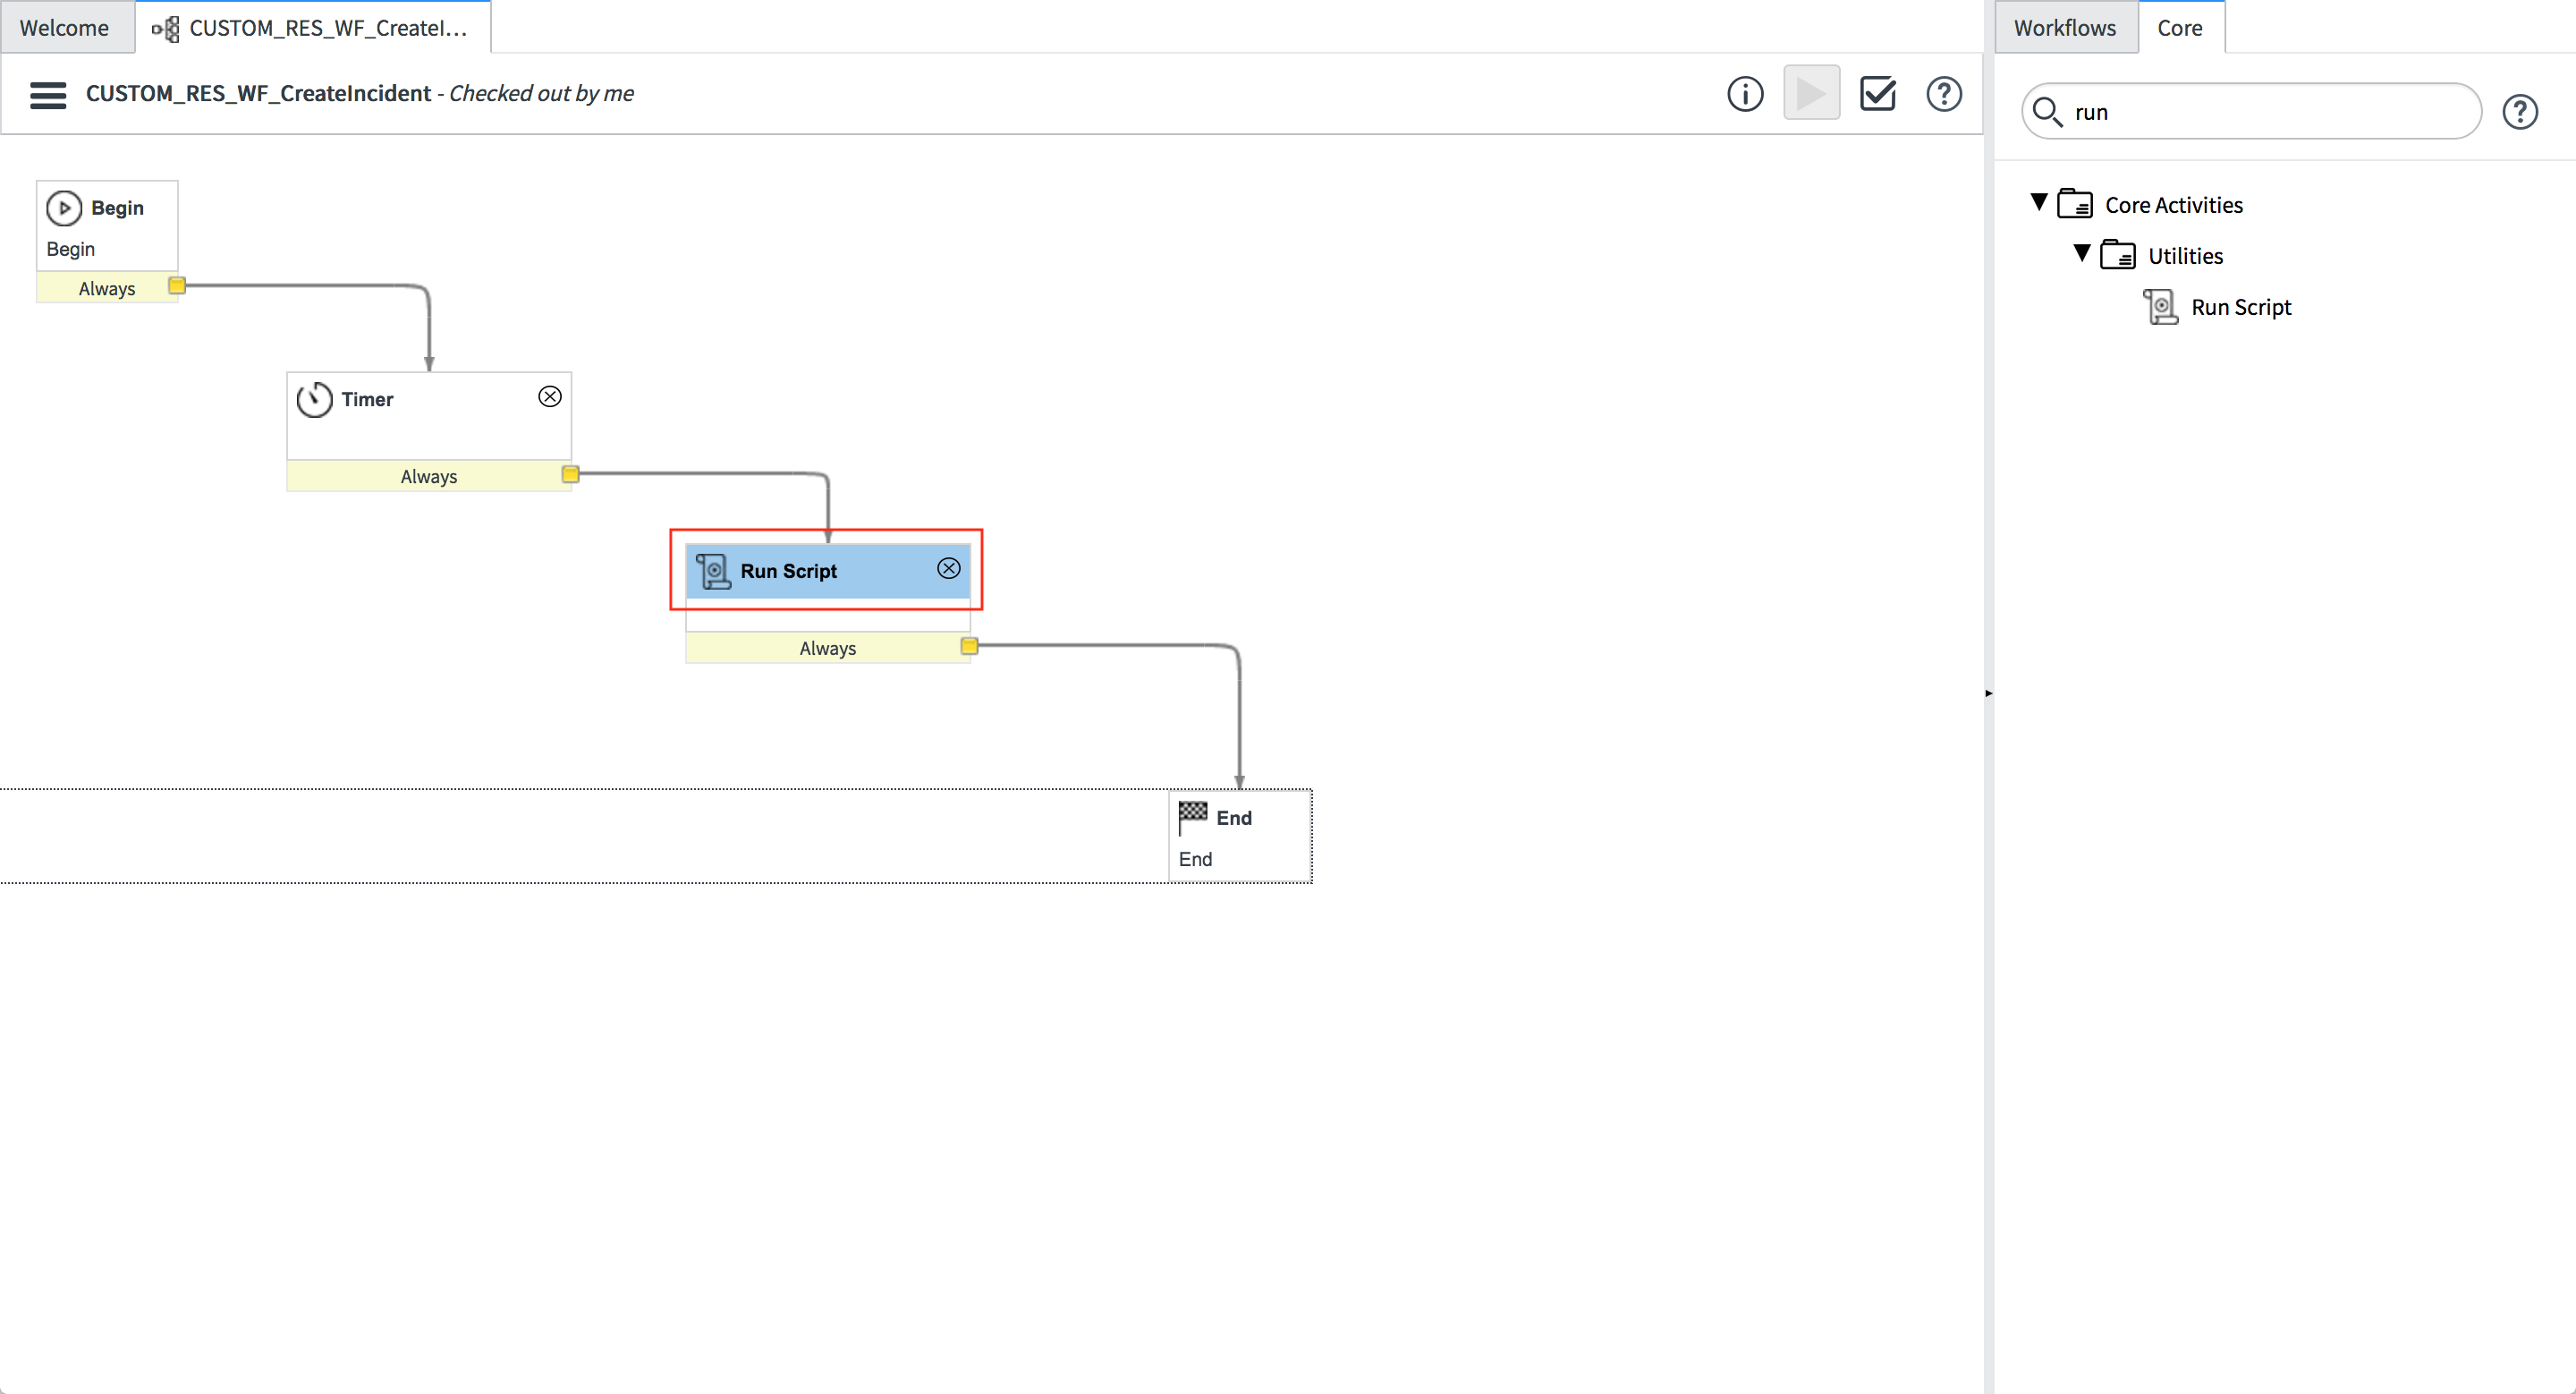 Welcome
CUSTOM_RES_WF_CreateI...
Workflows
Core
CUSTOM_RES_WF_CreateIncident - Checked out by me
run
Core Activities
Utilities
Run Script
Begin
Begin
Always
Timer
Always
Run Script
Always
End
End